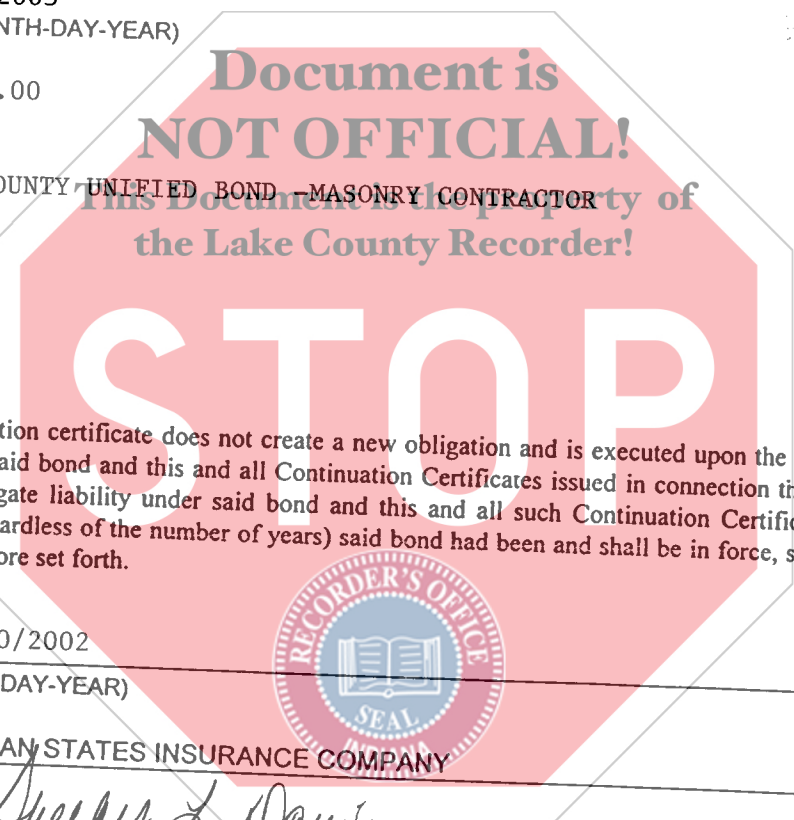 2003
NTH-DAY-YEAR)
Document is
.00
NOT OFFICIAL!
OUNTY UNIFIED BOND -MASONRY CONTRACTOR
This Document is the property of
the Lake County Recorder!
STOP
tion certificate does not create a new obligation and is executed upon the
aid bond and this and all Continuation Certificates issued in connection th
gate liability under said bond and this and all such Continuation Certific
ardless of the number of years) said bond had been and shall be in force, s
ore set forth.
RECORDER'S OFFICE
0/2002
DAY-YEAR)
SEAL
INDIANA
AN STATES INSURANCE COMPANY